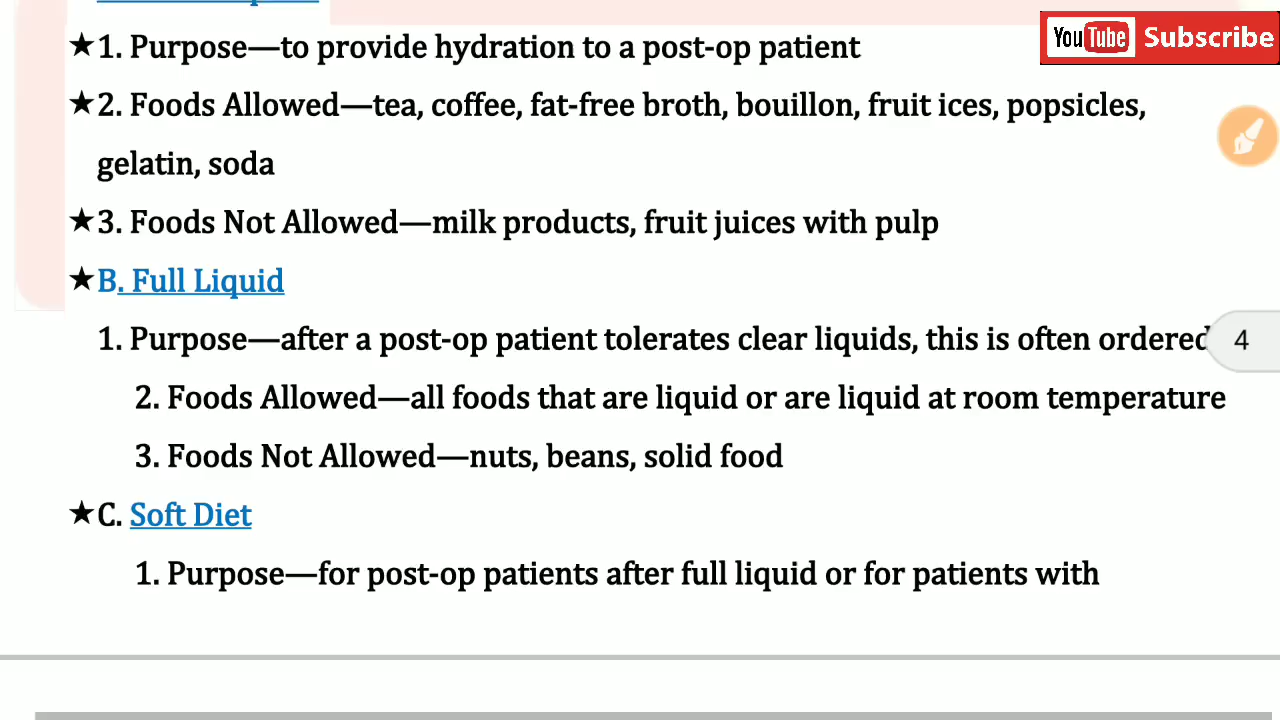 ★1. Purpose—to provide hydration to a post-op patient
YouTube Subscribe
★2. Foods Allowed—tea, coffee, fat-free broth, bouillon, fruit ices, popsicles,
gelatin, soda
★3. Foods Not Allowed—milk products, fruit juices with pulp
★B. Full Liquid
1. Purpose—after a post-op patient tolerates clear liquids, this is often ordered
4
2. Foods Allowed—all foods that are liquid or are liquid at room temperature
3. Foods Not Allowed—nuts, beans, solid food
★C. Soft Diet
1. Purpose—for post-op patients after full liquid or for patients with